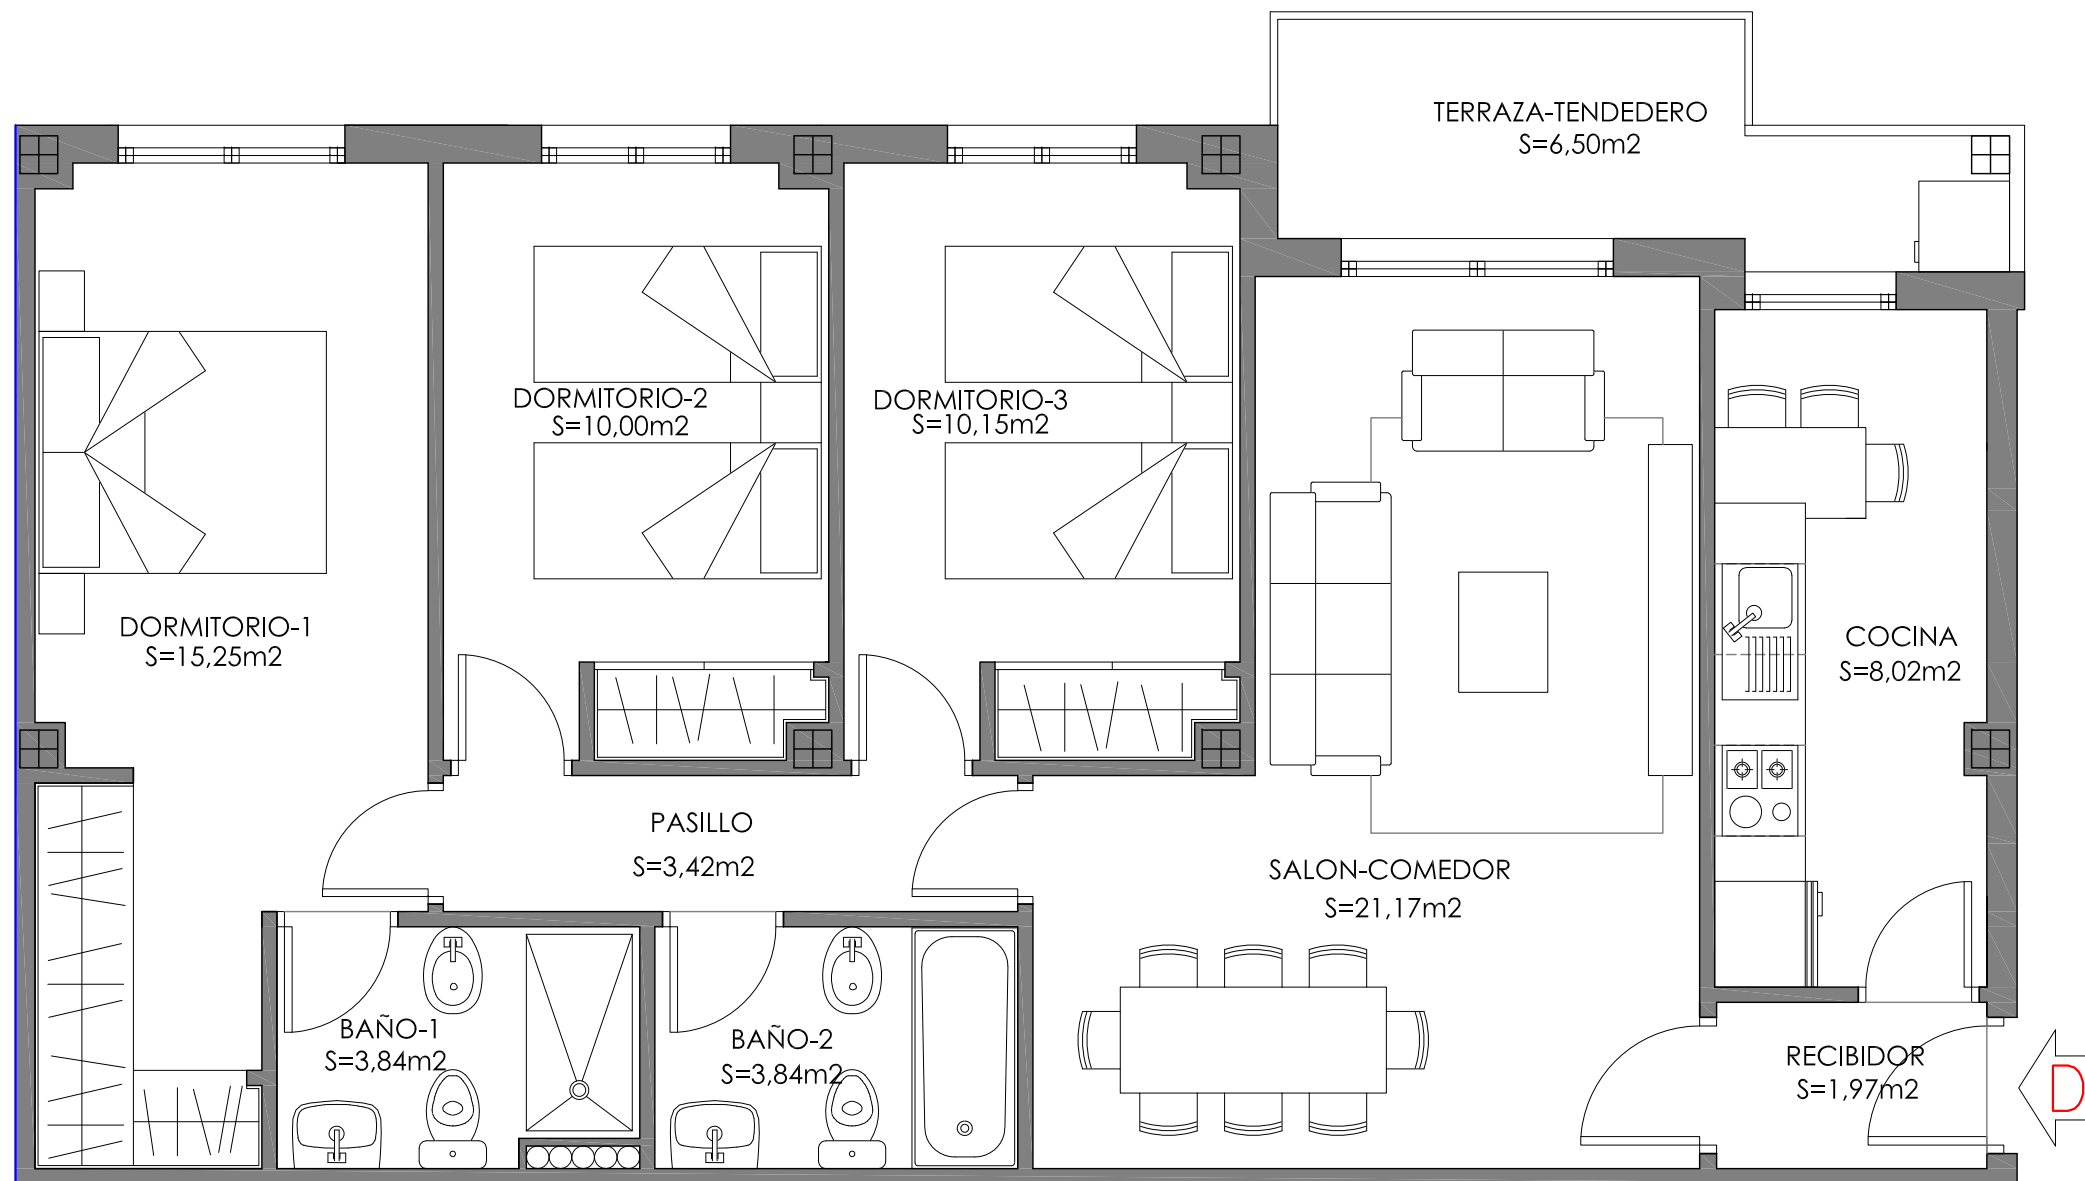 TERRAZA-TENDEDERO
S=6,50m2
DORMITORIO-2
S=10,00m2
DORMITORIO-3
S=10,15m2
DORMITORIO-1
S=15,25m2
COCINA
S=8,02m2
PASILLO
S=3,42m2
SALON-COMEDOR
S=21,17m2
BAÑO-1
S=3,84m2
BAÑO-2
S=3,84m2
RECIBIDOR
S=1,97m2
D